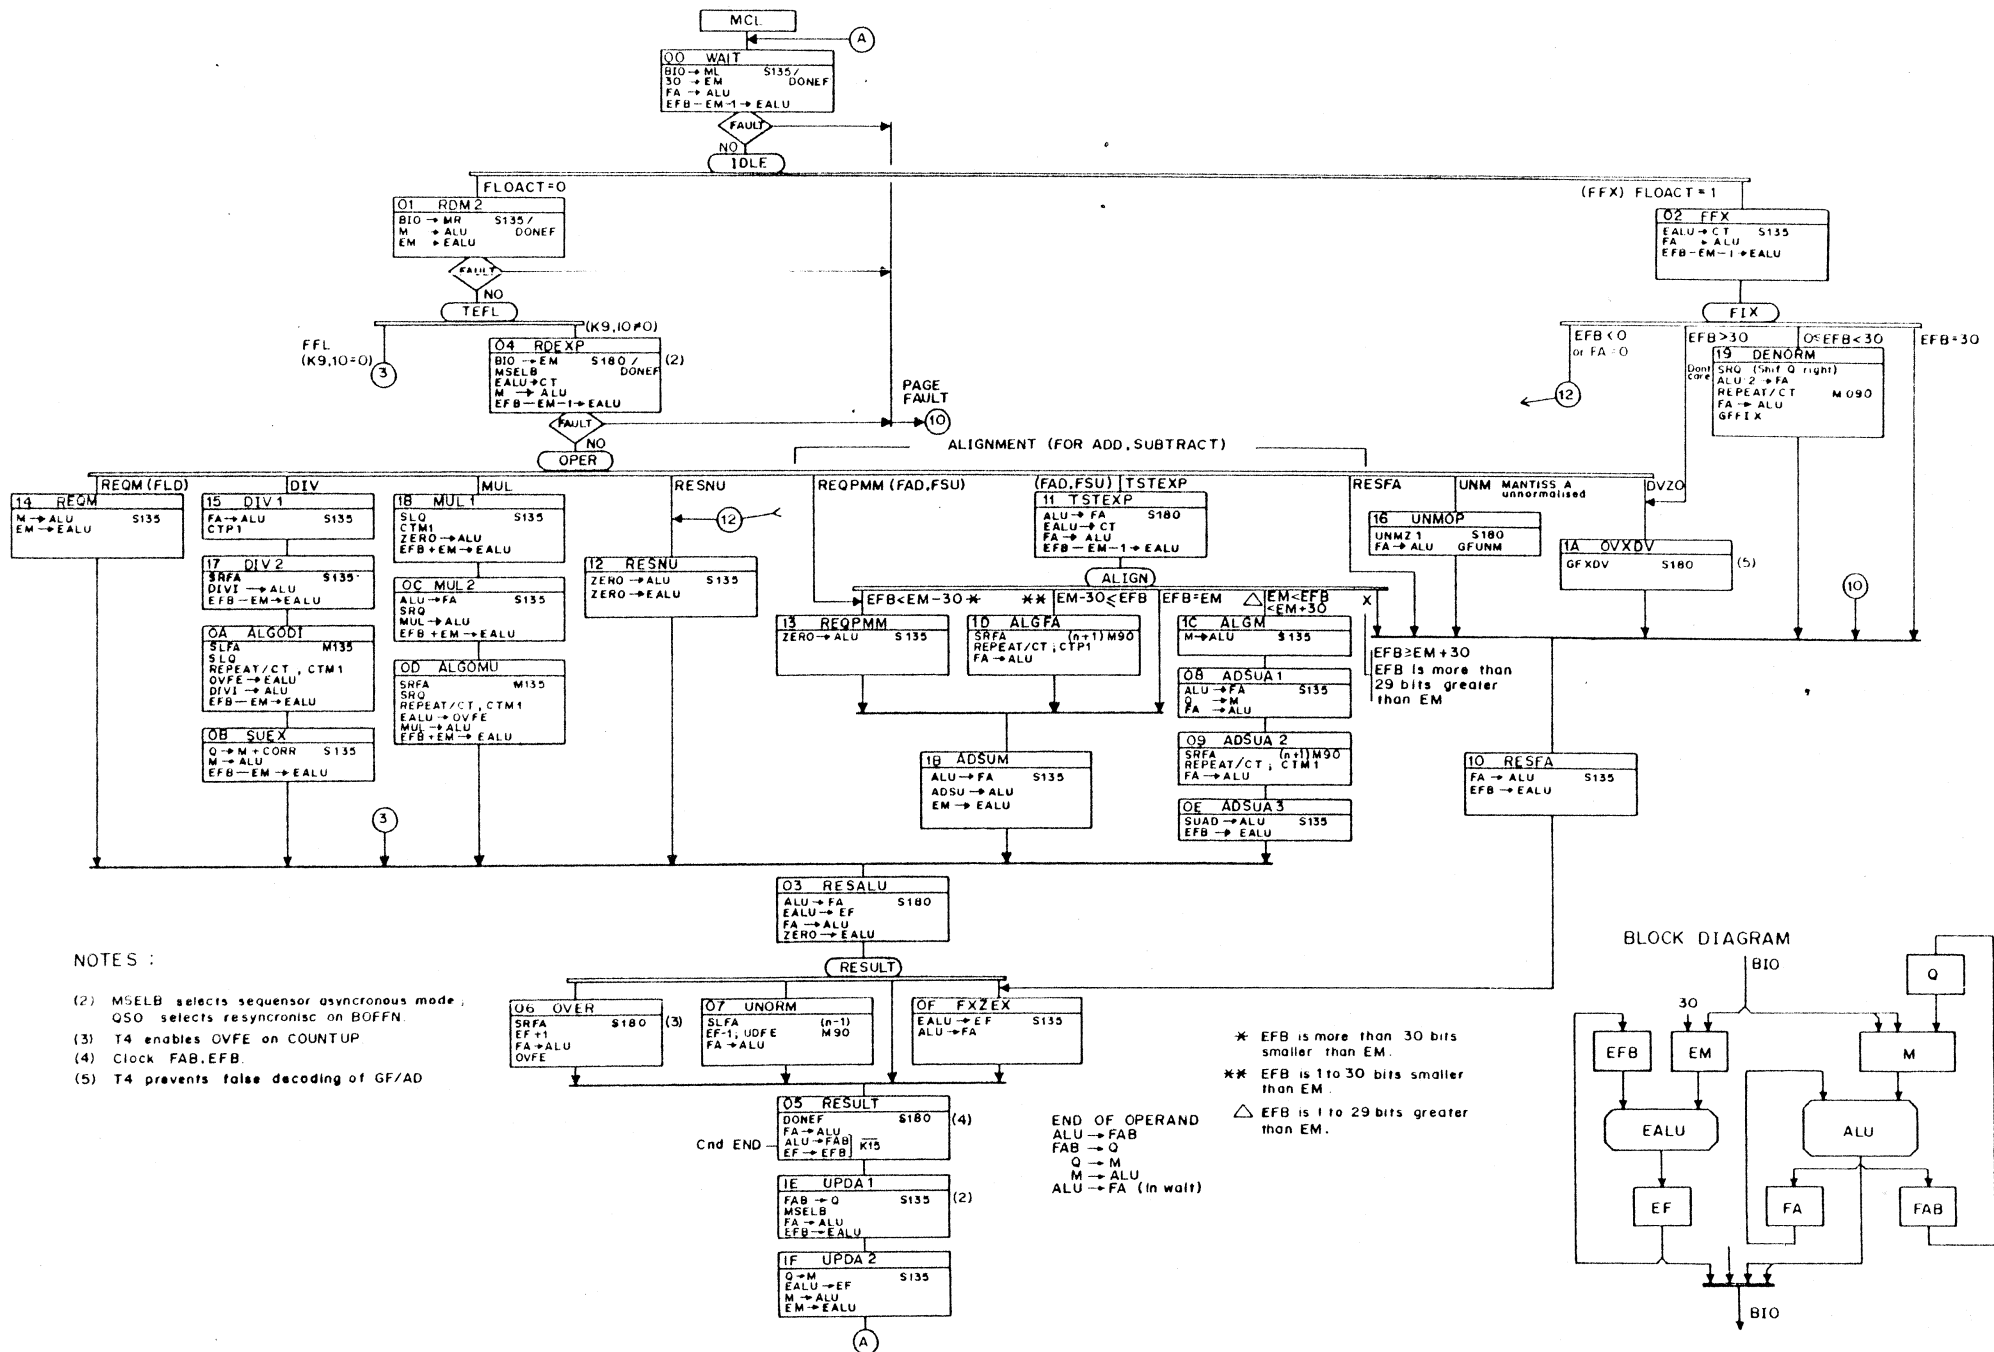 MCL
A
00 WAIT
BIO → ML S135/
30 → EM DONEF
FA → ALU
EFB-EM-1 → EALU
FAULT
NO
IDLE
FLOACT=0
(FFX) FLOACT = 1
01 RDM2
BIO → MR S135/
M → ALU DONEF
EM → EALU
FAULT
NO
TEFL
02 FFX
EALU → CT S135
FA → ALU
EFB-EM-1 → EALU
FIX
FFL
(K9,10=0)
3
(K9,10≠0)
04 RDEXP
BIO → EM S180/ (2)
MSELB DONEF
EALU → CT
M → ALU
EFB-EM-1 → EALU
FAULT
NO
OPER
PAGE
FAULT
10
EFB<0
or FA=0
12
EFB>30
Dont
care
0≤EFB<30
EFB=30
19 DENORM
SRQ (Shif Q right)
ALU:2 → FA
REPEAT/CT M090
FA → ALU
GFFIX
ALIGNMENT (FOR ADD, SUBTRACT)
REQM (FLD)
DIV
MUL
RESNU
REQPMM (FAD,FSU)
(FAD,FSU) TSTEXP
RESFA
UNM MANTISS A
unnormalised
DVZO
14 REQM
M → ALU S135
EM → EALU
15 DIV 1
FA → ALU S135
CTP1
17 DIV 2
SRFA S135
DIVI → ALU
EFB-EM → EALU
0A ALGODI
SLFA M135
SLQ
REPEAT/CT, CTM1
OVFE → EALU
DIVI → ALU
EFB-EM → EALU
0B SUEX
Q → M + CORR S135
M → ALU
EFB-EM → EALU
18 MUL 1
SLQ S135
CTM1
ZERO → ALU
EFB+EM → EALU
0C MUL2
ALU → FA S135
SRQ
MUL → ALU
EFB+EM → EALU
0D ALGOMU
SRFA M135
SRQ
REPEAT/CT, CTM1
EALU → OVFE
MUL → ALU
EFB+EM → EALU
12
12 RESNU
ZERO → ALU S135
ZERO → EALU
11 TSTEXP
ALU → FA S180
EALU → CT
FA → ALU
EFB-EM-1 → EALU
ALIGN
16 UNMOP
UNMZ1 S180
FA → ALU GFUNM
1A OVXDV
GFXDV S180 (5)
10
EFB<EM-30 *
** EM-30≤EFB
EFB=EM
△ EM<EFB
<EM+30
X
13 REQPMM
ZERO → ALU S135
1D ALGFA
SRFA (n+1) M90
REPEAT/CT; CTP1
FA → ALU
1C ALGM
M → ALU S135
08 ADSUA1
ALU → FA S135
Q → M
FA → ALU
09 ADSUA 2
SRFA (n+1) M90
REPEAT/CT; CTM1
FA → ALU
0E ADSUA3
SUAD → ALU S135
EFB → EALU
EFB≥EM+30
EFB is more than
29 bits greater
than EM
1B ADSUM
ALU → FA S135
ADSU → ALU
EM → EALU
10 RESFA
FA → ALU S135
EFB → EALU
3
03 RESALU
ALU → FA S180
EALU → EF
FA → ALU
ZERO → EALU
RESULT
NOTES :
(2) MSELB selects sequensor asyncronous mode;
QSO selects resyncronisc on BOFFN.
(3) T4 enables OVFE on COUNTUP
(4) Clock FAB, EFB.
(5) T4 prevents false decoding of GF/AD
06 OVER
SRFA S180 (3)
EF+1
FA → ALU
OVFE
07 UNORM
SLFA (n-1)
EF-1; UDFE M90
FA → ALU
0F FXZEX
EALU → EF S135
ALU → FA
05 RESULT
DONEF S180 (4)
FA → ALU
Cnd END ALU → FAB K15
EF → EFB
1E UPDA1
FAB → Q S135 (2)
MSELB
FA → ALU
EFB → EALU
1F UPDA 2
Q → M S135
EALU → EF
M → ALU
EM → EALU
A
END OF OPERAND
ALU → FAB
FAB → Q
Q → M
M → ALU
ALU → FA (In wait)
* EFB is more than 30 bits
smaller than EM.
** EFB is 1 to 30 bits smaller
than EM.
△ EFB is 1 to 29 bits greater
than EM.
BLOCK DIAGRAM
BIO
Q
30
EFB
EM
M
EALU
ALU
EF
FA
FAB
BIO